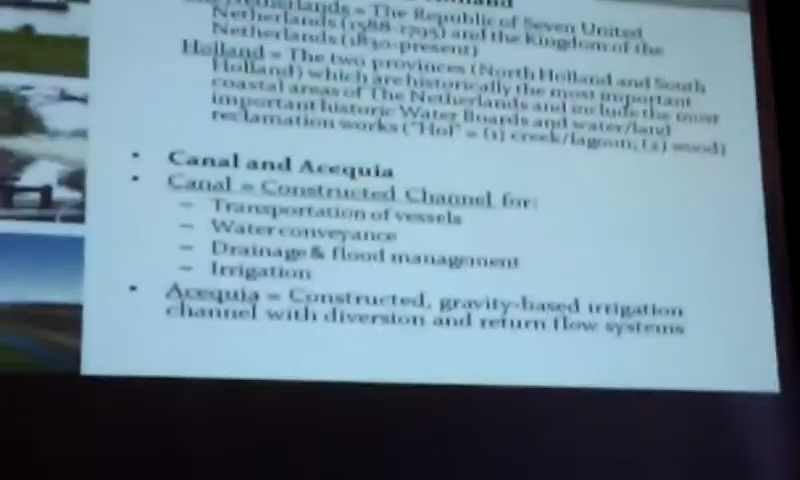 Netherlands = The Republic of Seven United
Netherlands (1588-1795) and the Kingdom of the
Netherlands (1830-present)
Holland = The two provinces (North Holland and South
Holland) which are historically the most important
coastal areas of The Netherlands and include the most
important historic Water Boards and water/land
reclamation works ("Hol" = (1) creek/lagoon, (2) wood)
• Canal and Acequia
• Canal = Constructed Channel for:
– Transportation of vessels
– Water conveyance
– Drainage & flood management
– Irrigation
• Acequia = Constructed, gravity-based irrigation
channel with diversion and return flow systems